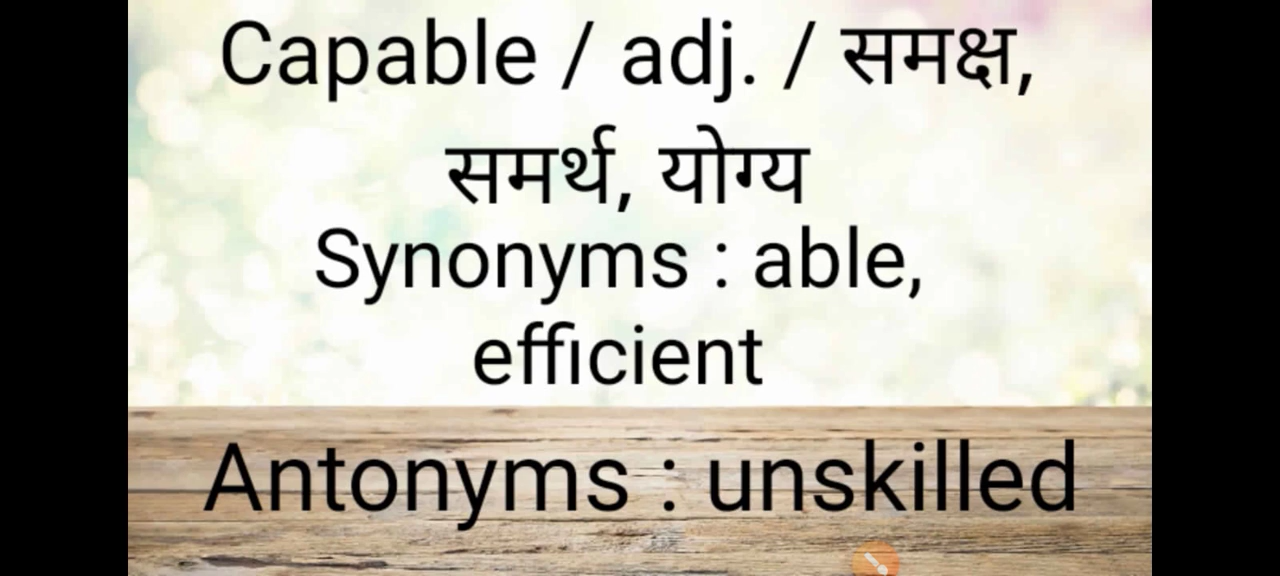 Capable / adj. / समक्ष,
समर्थ, योग्य
Synonyms : able,
efficient
Antonyms : unskilled